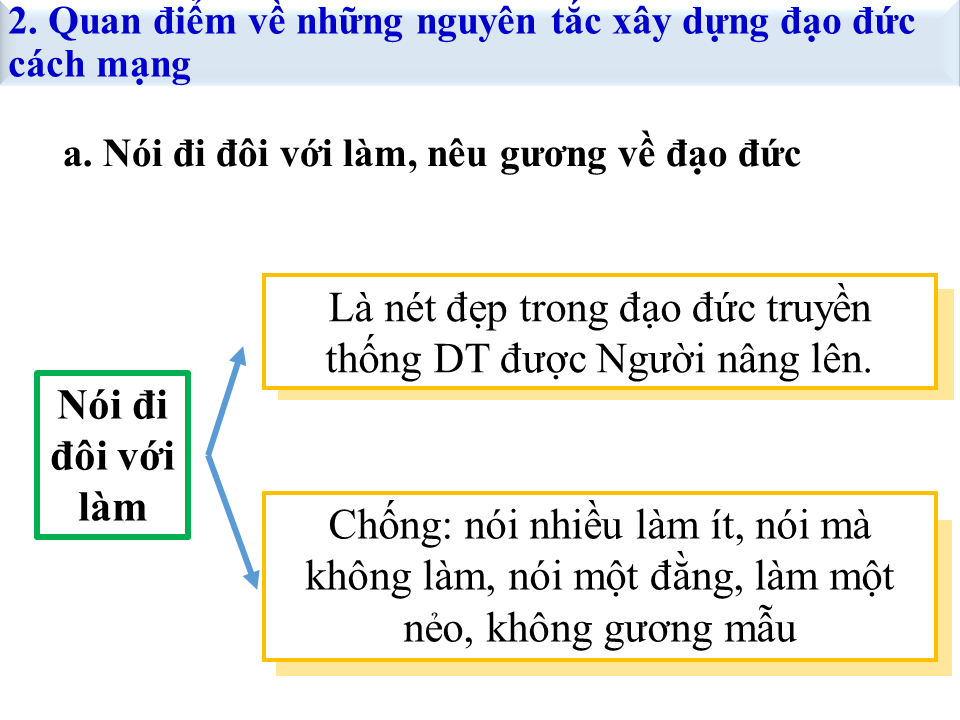 2. Quan điểm về những nguyên tắc xây dựng đạo đức
cách mạng
a. Nói đi đôi với làm, nêu gương về đạo đức
Là nét đẹp trong đạo đức truyền
thống DT được Người nâng lên.
Nói đi
đôi với
làm
Chống: nói nhiều làm ít, nói mà
không làm, nói một đằng, làm một
nẻo, không gương mẫu